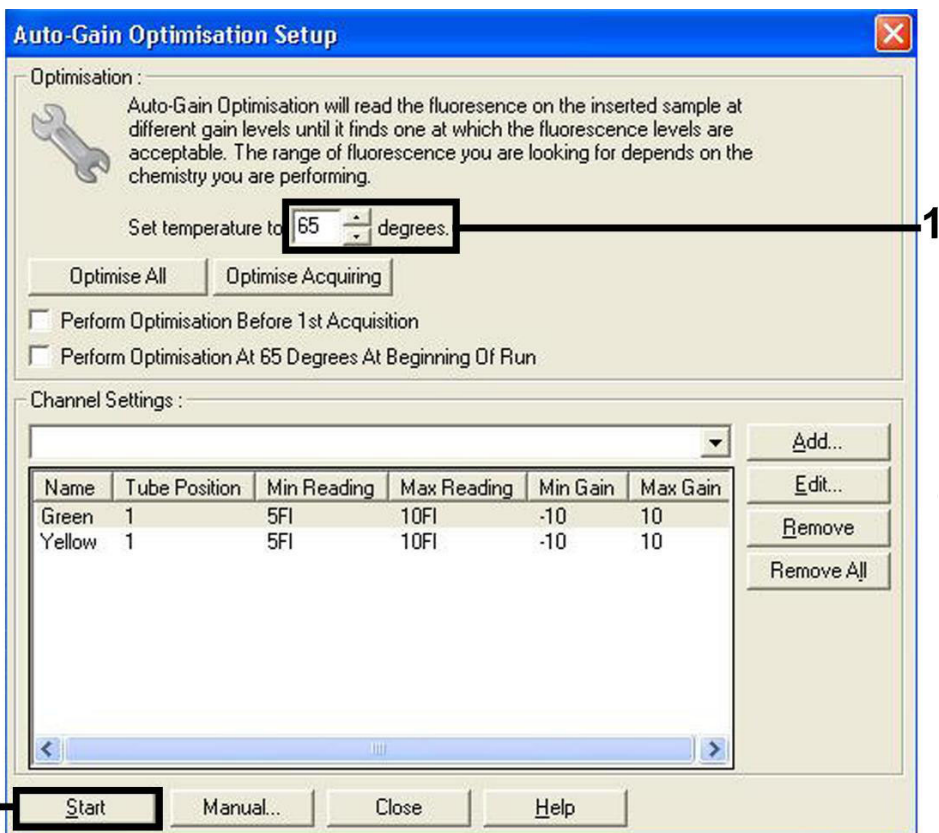 Auto-Gain Optimisation Setup
Optimisation :
Auto-Gain Optimisation will read the fluoresence on the inserted sample at
different gain levels until it finds one at which the fluorescence levels are
acceptable. The range of fluorescence you are looking for depends on the
chemistry you are performing.
Set temperature to 65 degrees.
1
Optimise All Optimise Acquiring
Perform Optimisation Before 1st Acquisition
Perform Optimisation At 65 Degrees At Beginning Of Run
Channel Settings :
Add...
Name Tube Position Min Reading Max Reading Min Gain Max Gain
Edit...
Green 1 5Fl 10Fl -10 10
Remove
Yellow 1 5Fl 10Fl -10 10
Remove All
Start Manual... Close Help